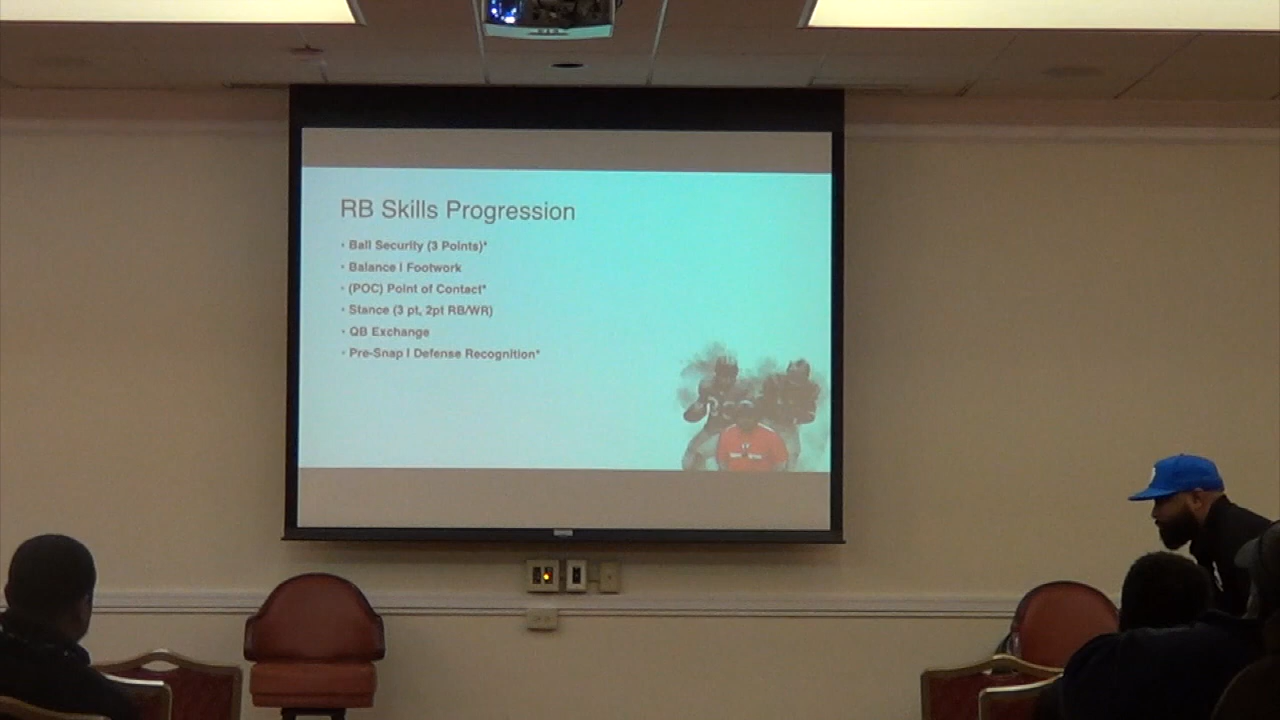 RB Skills Progression
• Ball Security (3 Points)*
• Balance | Footwork
• (POC) Point of Contact*
• Stance (3 pt, 2pt RB/WR)
• QB Exchange
• Pre-Snap | Defense Recognition*